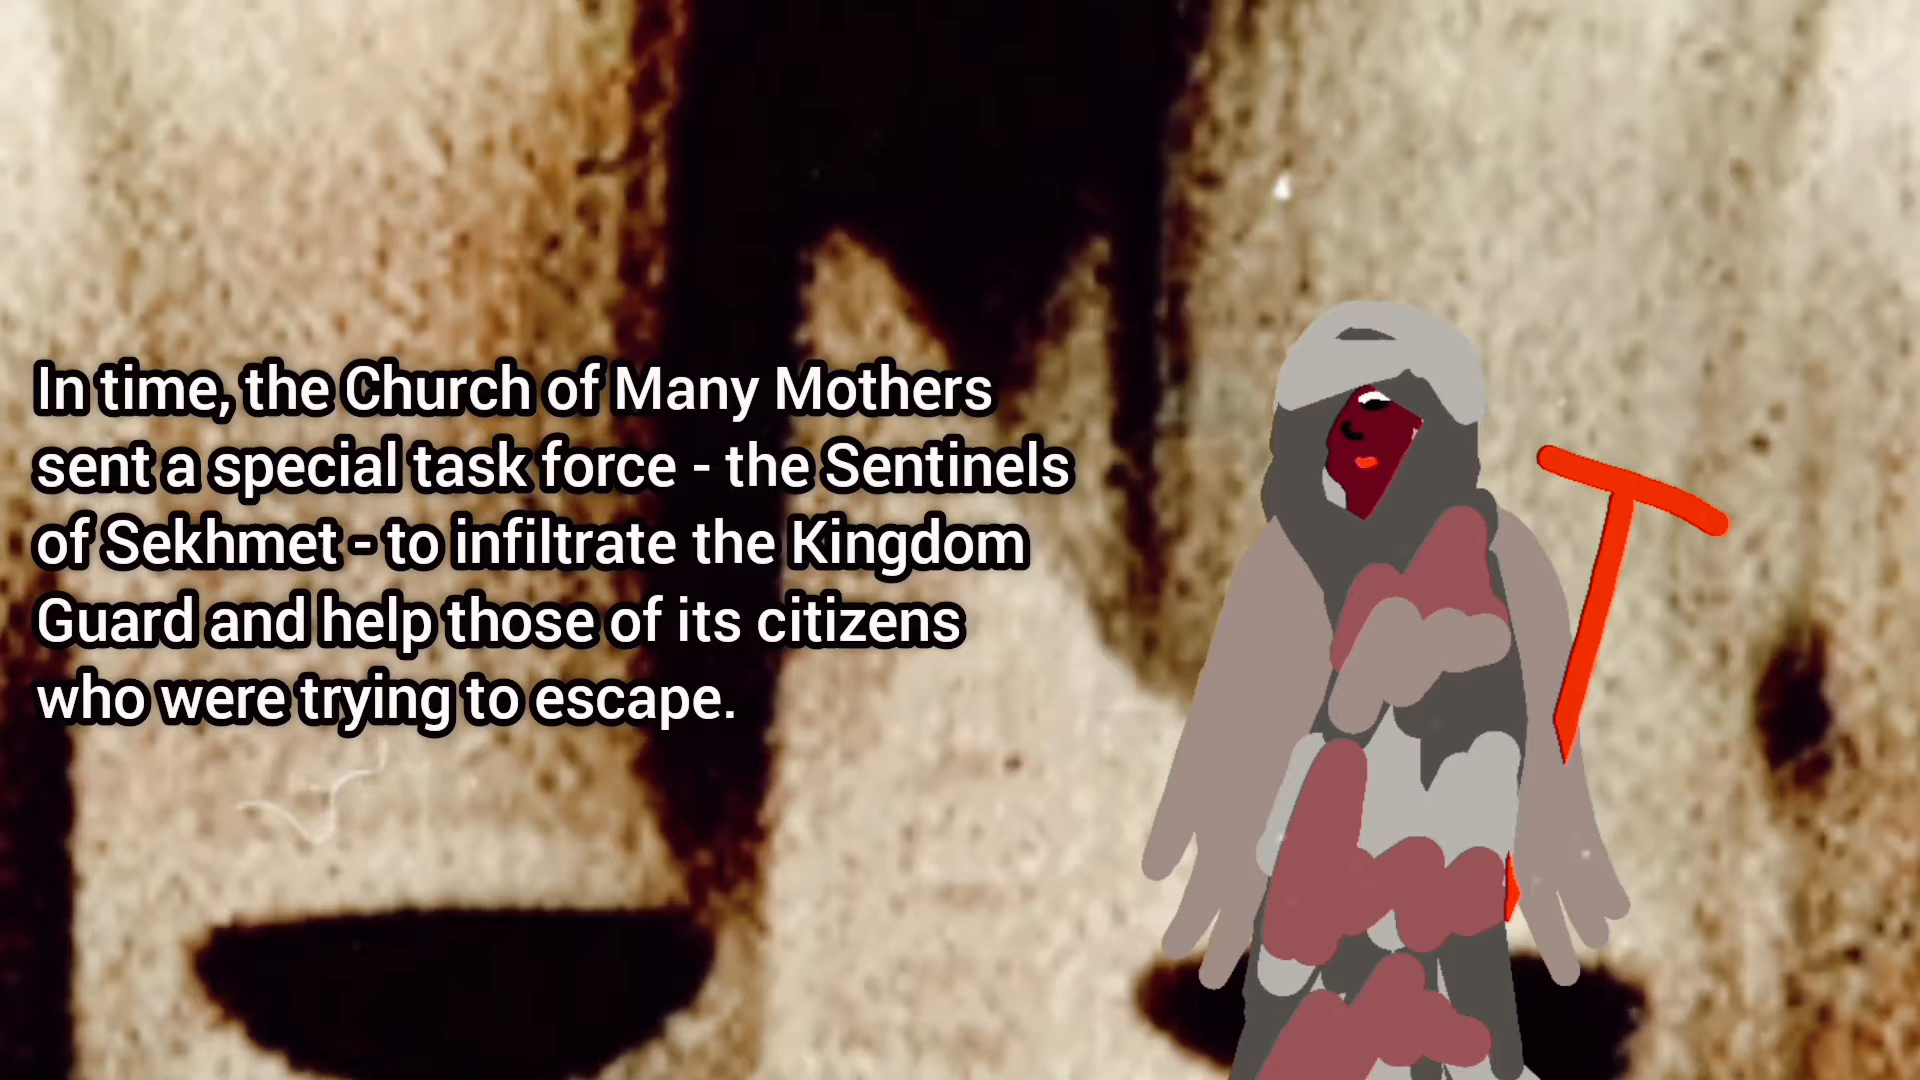 In time, the Church of Many Mothers
sent a special task force - the Sentinels
of Sekhmet - to infiltrate the Kingdom
Guard and help those of its citizens
who were trying to escape.